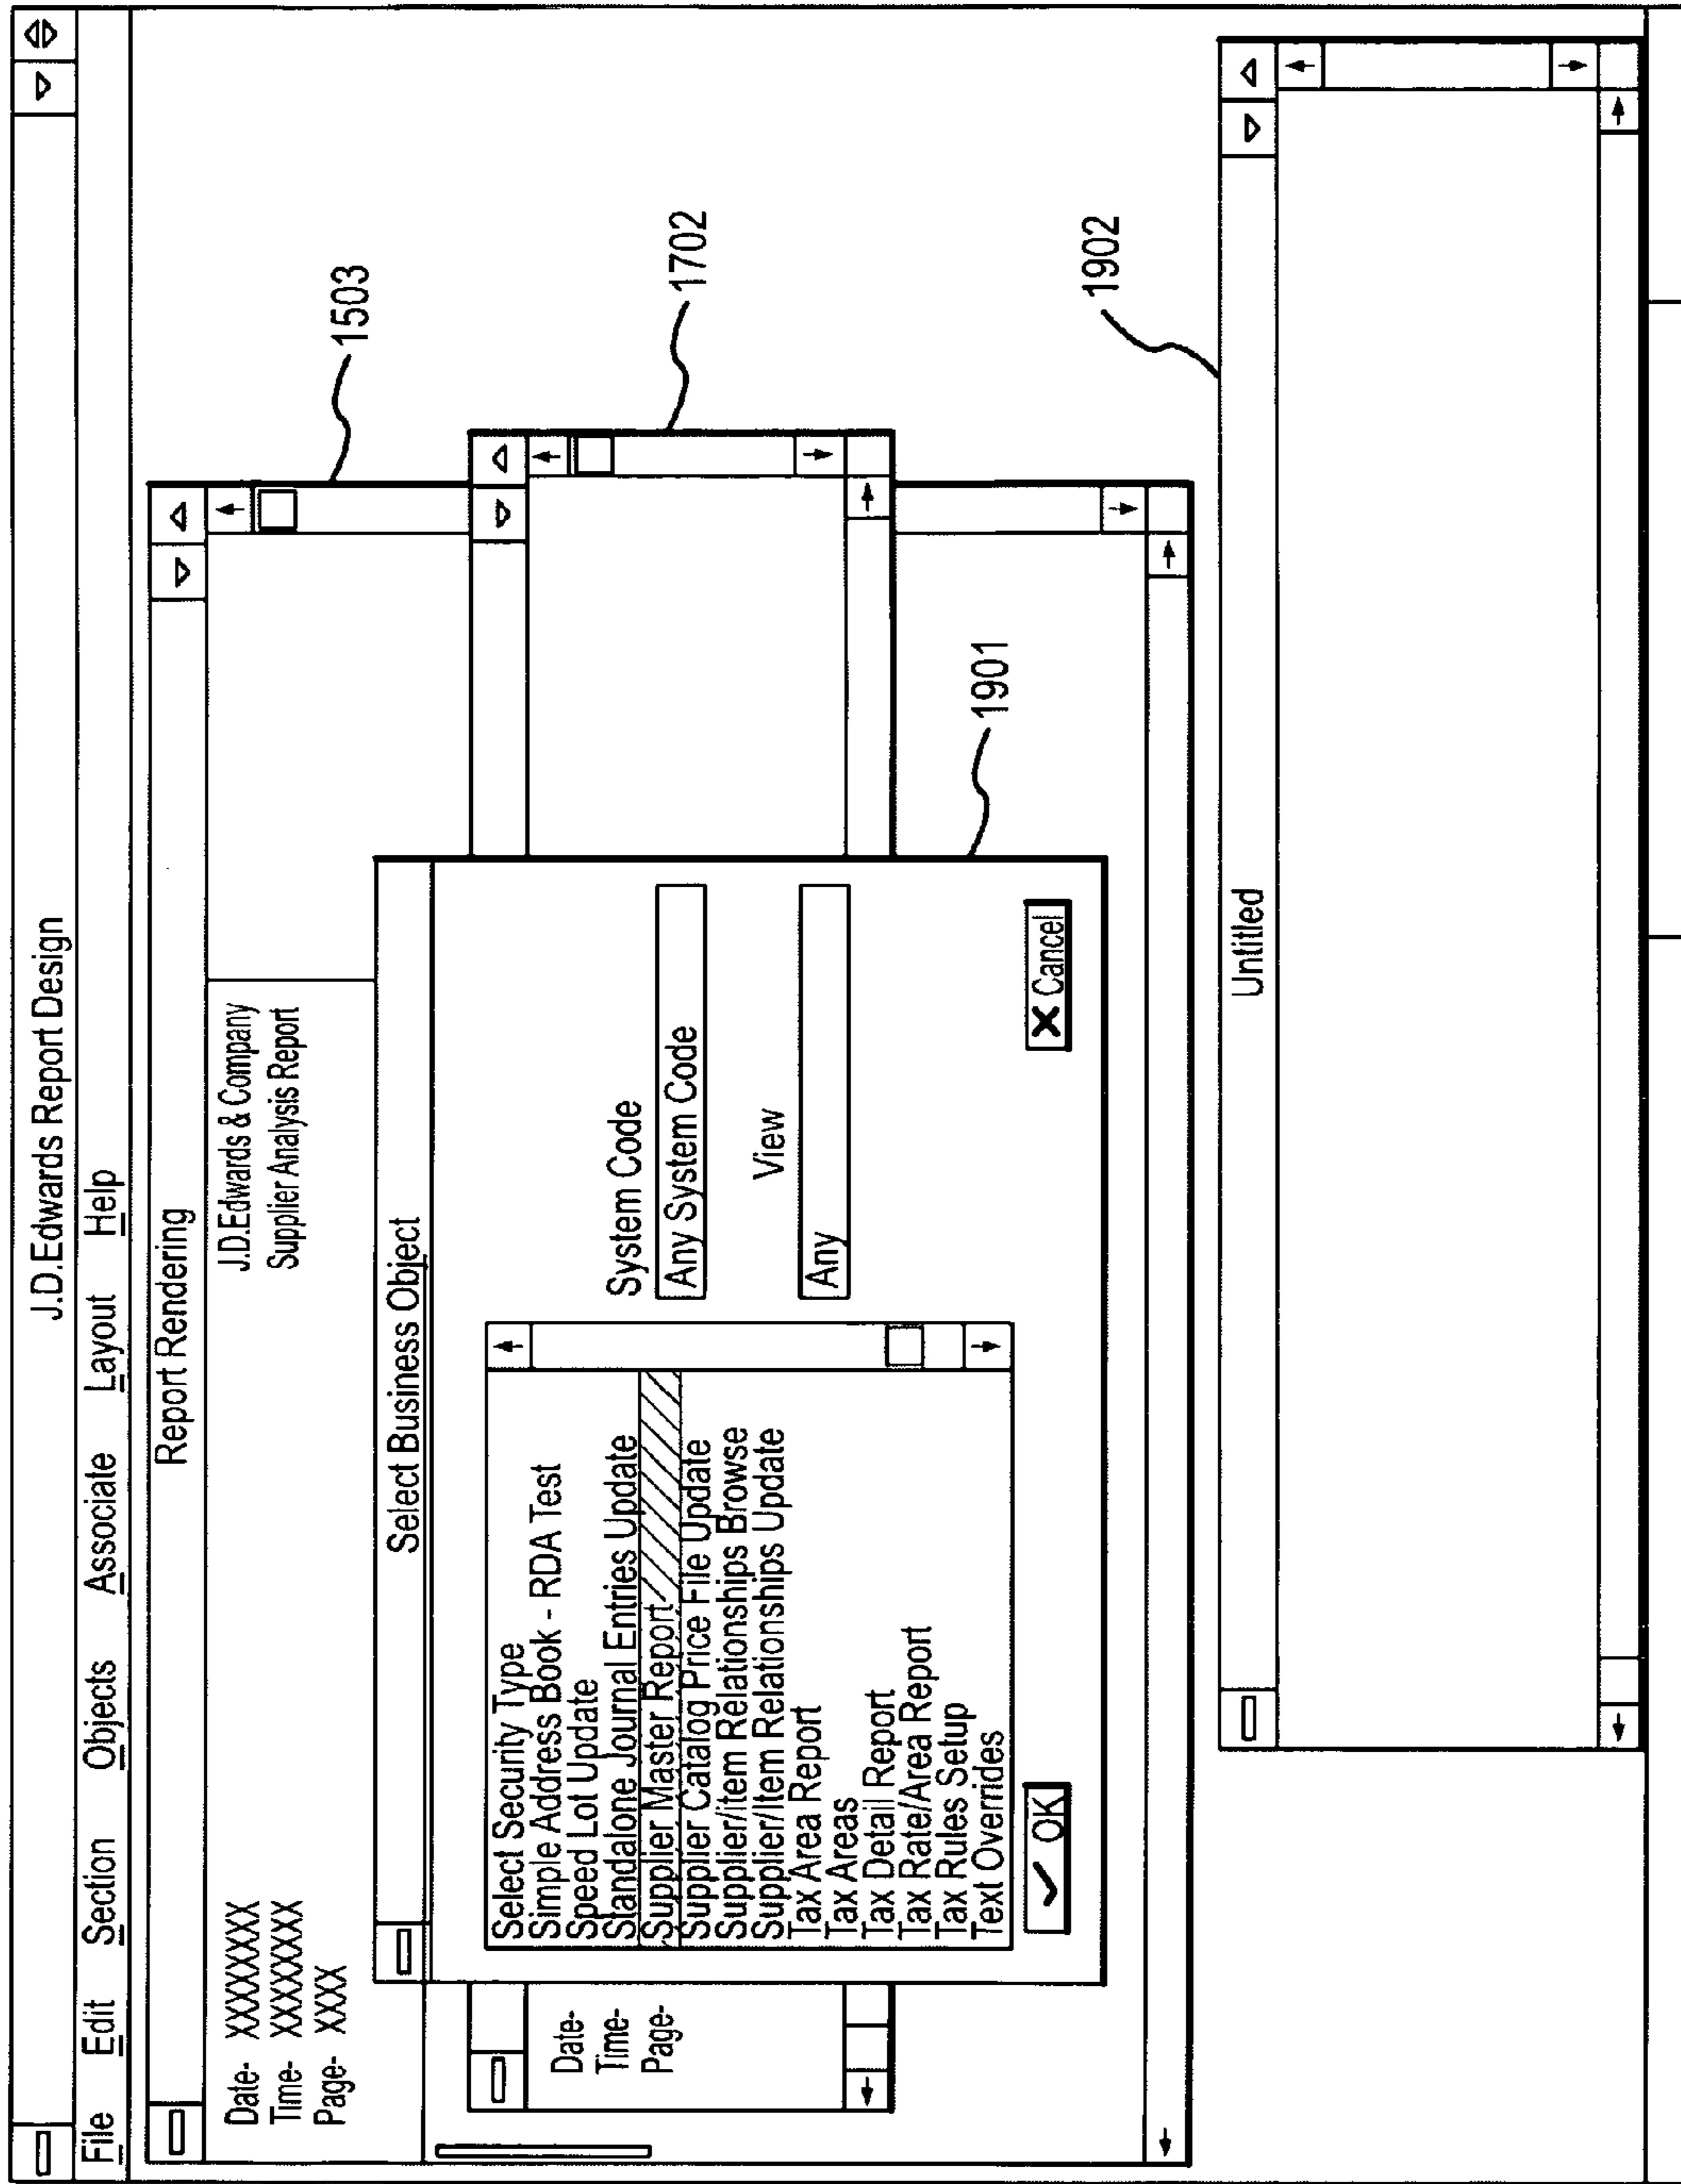 J.D.Edwards Report Design
File Edit Section Objects Associate Layout Help
Report Rendering
Date- XXXXXXX
Time- XXXXXXX
Page- XXXX
J.D.Edwards & Company
Supplier Analysis Report
1503
Select Business Object
Select Security Type
Simple Address Book - RDA Test
Speed Lot Update
Standalone Journal Entries Update
Supplier Master Report
Supplier Catalog Price File Update
Supplier/item Relationships Browse
Supplier/Item Relationships Update
Tax Area Report
Tax Areas
Tax Detail Report
Tax Rate/Area Report
Tax Rules Setup
Text Overrides
System Code
Any System Code
View
Any
OK
X Cancel
Date-
Time-
Page-
1702
1901
Untitled
1902